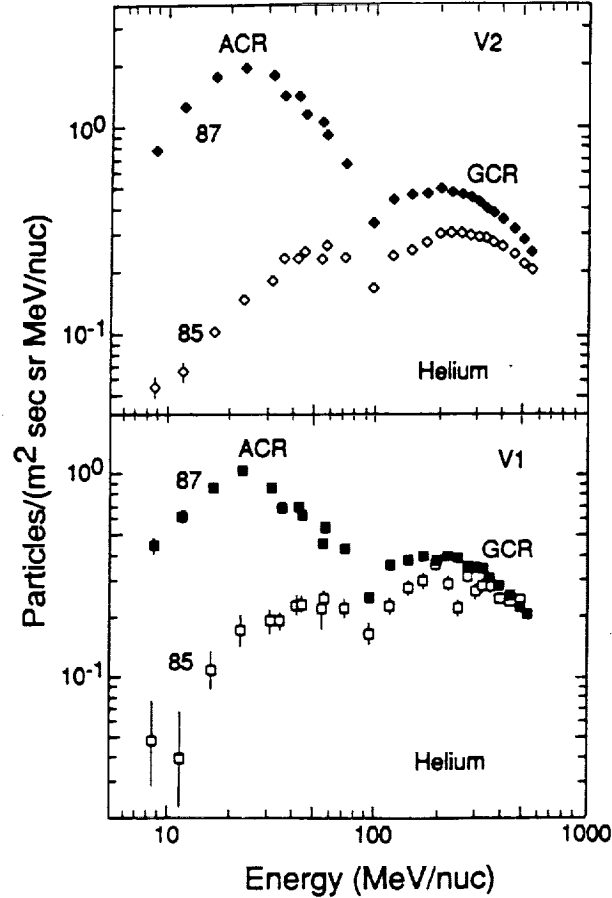 ACR
V2
10⁰
87
GCR
10⁻¹
85
Helium
ACR
V1
10⁰
87
GCR
10⁻¹
85
Helium
10
100
1000
Energy (MeV/nuc)
Particles/(m² sec sr MeV/nuc)